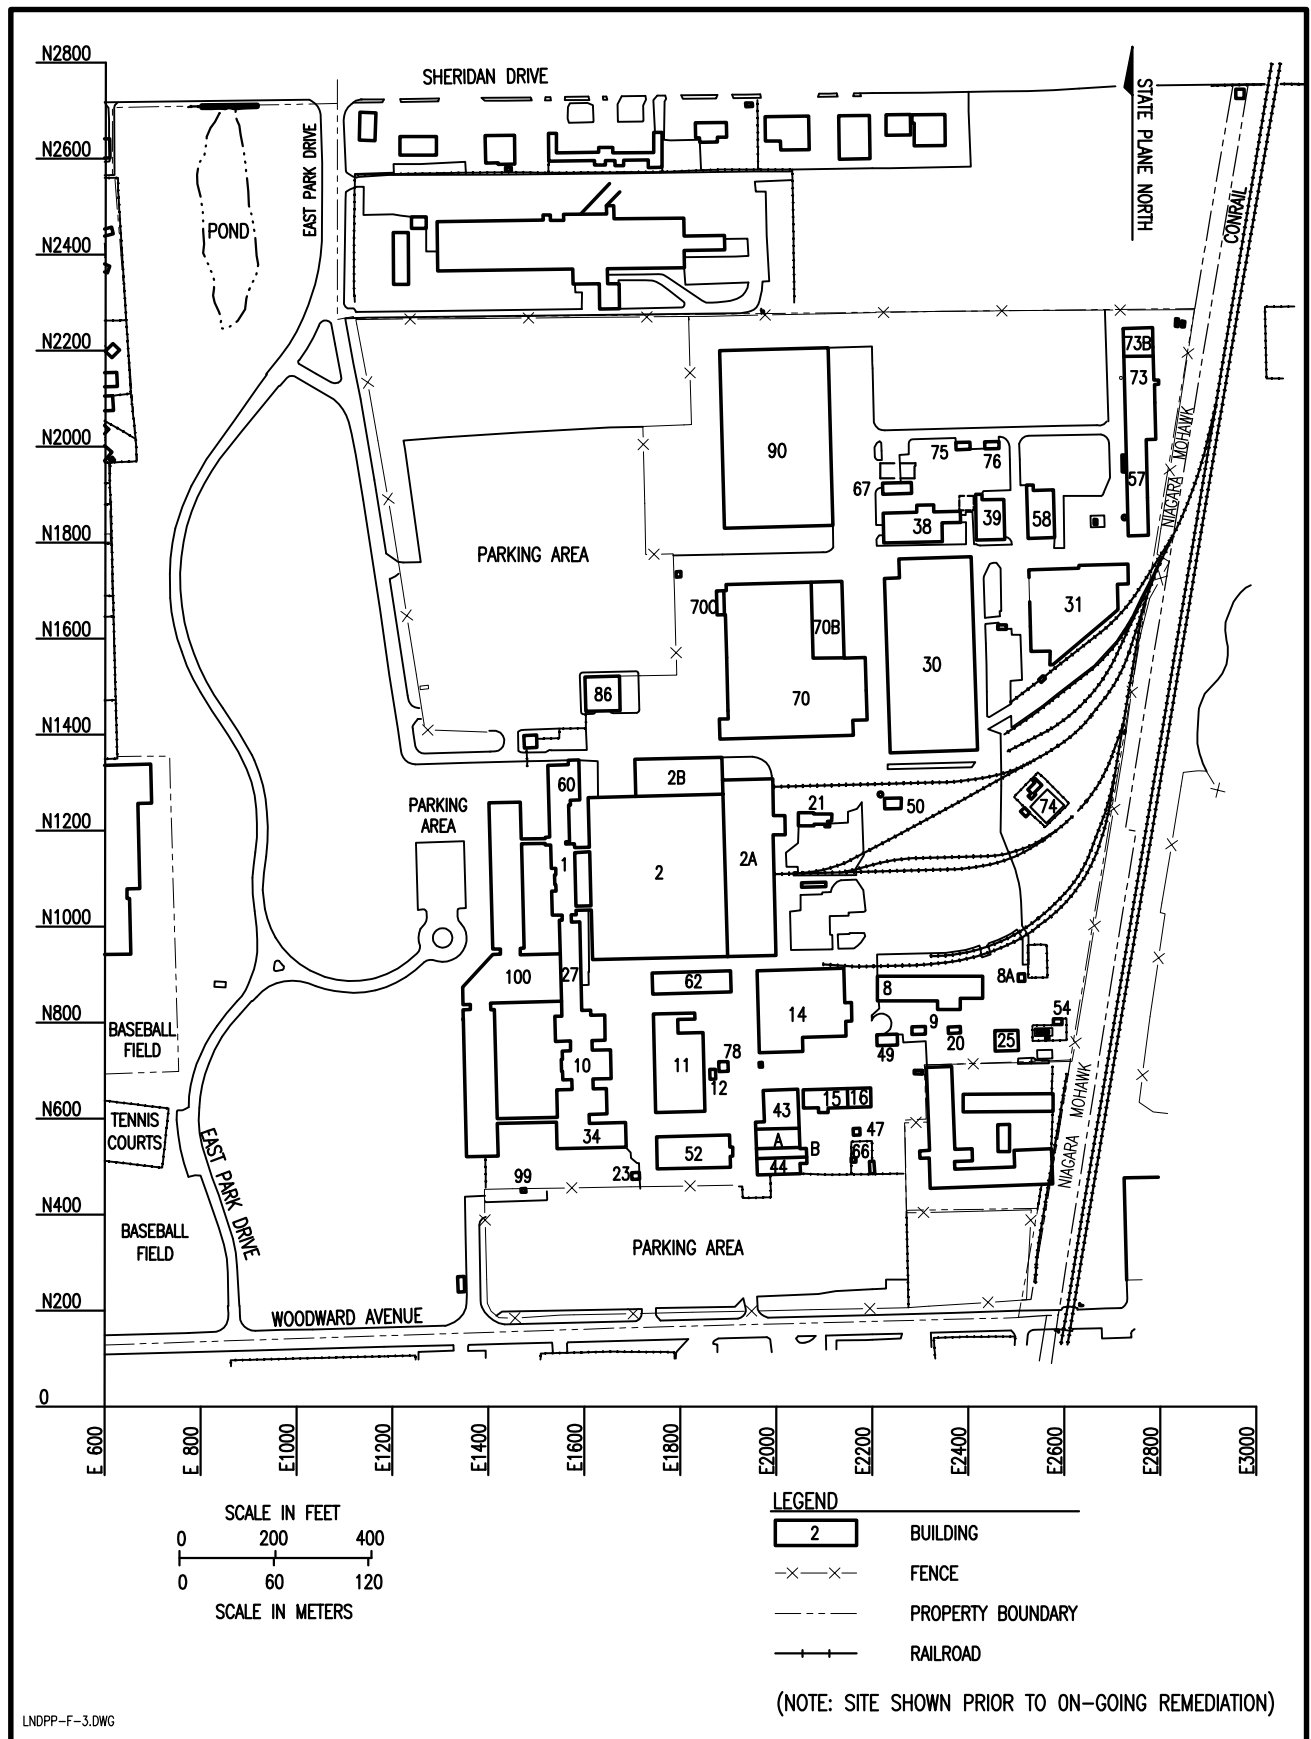 N2800
SHERIDAN DRIVE
STATE PLANE NORTH
N2600
EAST PARK DRIVE
CONRAIL
POND
N2400
N2200
73B
73
NIAGARA MOHAWK
N2000
90
75
76
67
57
38
39
58
N1800
PARKING AREA
70C
70B
31
N1600
30
86
70
N1400
2B
60
PARKING
AREA
21
50
74
N1200
1
2
2A
N1000
100
27
62
8
8A
14
54
N800
BASEBALL
FIELD
9
20
25
49
78
10
11
12
NIAGARA MOHAWK
N600
TENNIS
COURTS
43
15
16
34
47
A
B
52
66
44
EAST PARK DRIVE
99
23
N400
BASEBALL
FIELD
PARKING AREA
N200
WOODWARD AVENUE
0
E 600
E 800
E1000
E1200
E1400
E1600
E1800
E2000
E2200
E2400
E2600
E2800
E3000
SCALE IN FEET
0 200 400
0 60 120
SCALE IN METERS
LEGEND
2 BUILDING
FENCE
PROPERTY BOUNDARY
RAILROAD
(NOTE: SITE SHOWN PRIOR TO ON-GOING REMEDIATION)
LNDPP-F-3.DWG